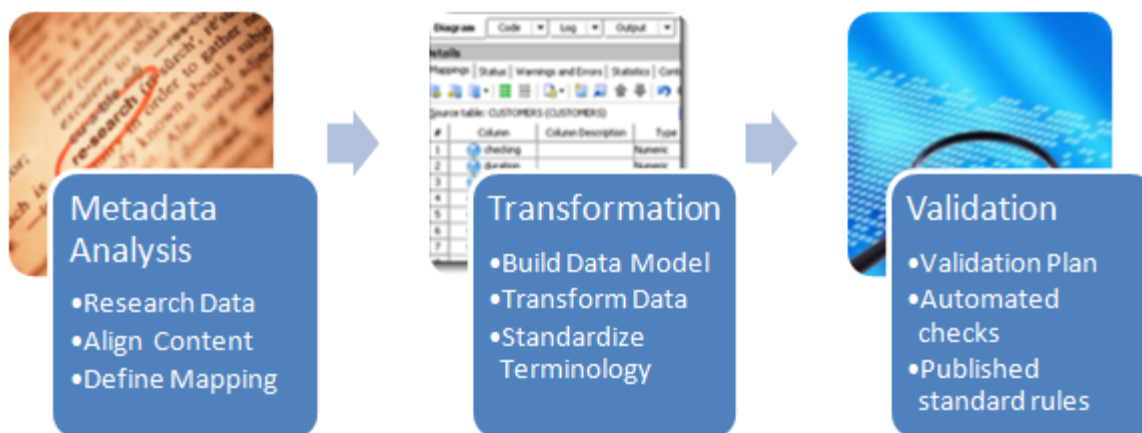 Metadata
Analysis
•Research Data
•Align Content
•Define Mapping
Diagram Code Log Output
Mappings Status Warnings and Errors Statistics
Source table: CUSTOMERS (CUSTOMERS)
# Column Column Description Type
1 checking Numeric
2 duration Numeric
3
4
5
6
7
Transformation
•Build Data Model
•Transform Data
•Standardize
Terminology
Validation
•Validation Plan
•Automated
checks
•Published
standard rules